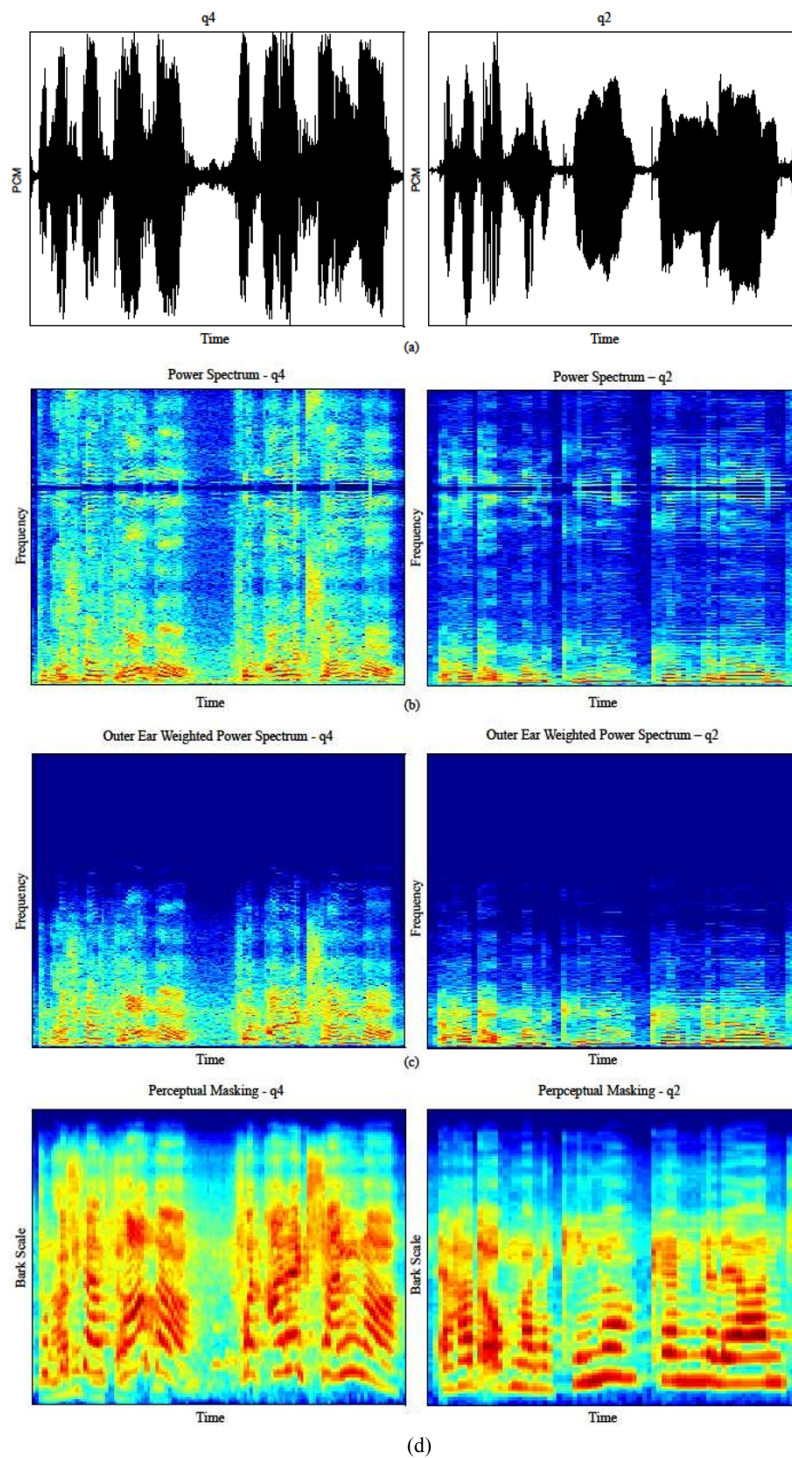 q4
q2
PCM
PCM
Time
Time
(a)
Power Spectrum - q4
Power Spectrum – q2
Frequency
Frequency
Time
Time
(b)
Outer Ear Weighted Power Spectrum - q4
Outer Ear Weighted Power Spectrum – q2
Frequency
Frequency
Time
Time
(c)
Perceptual Masking - q4
Perpceptual Masking - q2
Bark Scale
Bark Scale
Time
Time
(d)